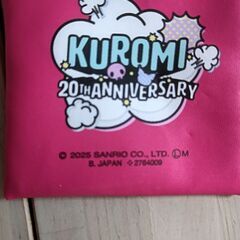 KUROMI
20TH ANNIVERSARY
© 2025 SANRIO CO., LTD. Ⓛ M
B. JAPAN ✧2764009